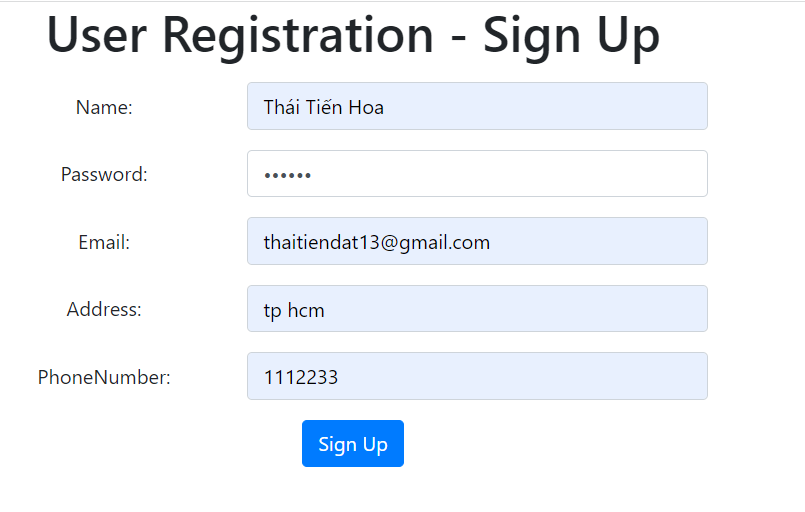 User Registration - Sign Up
Name: Thái Tiến Hoa
Password: ••••••
Email: thaitiendat13@gmail.com
Address: tp hcm
PhoneNumber: 1112233
Sign Up